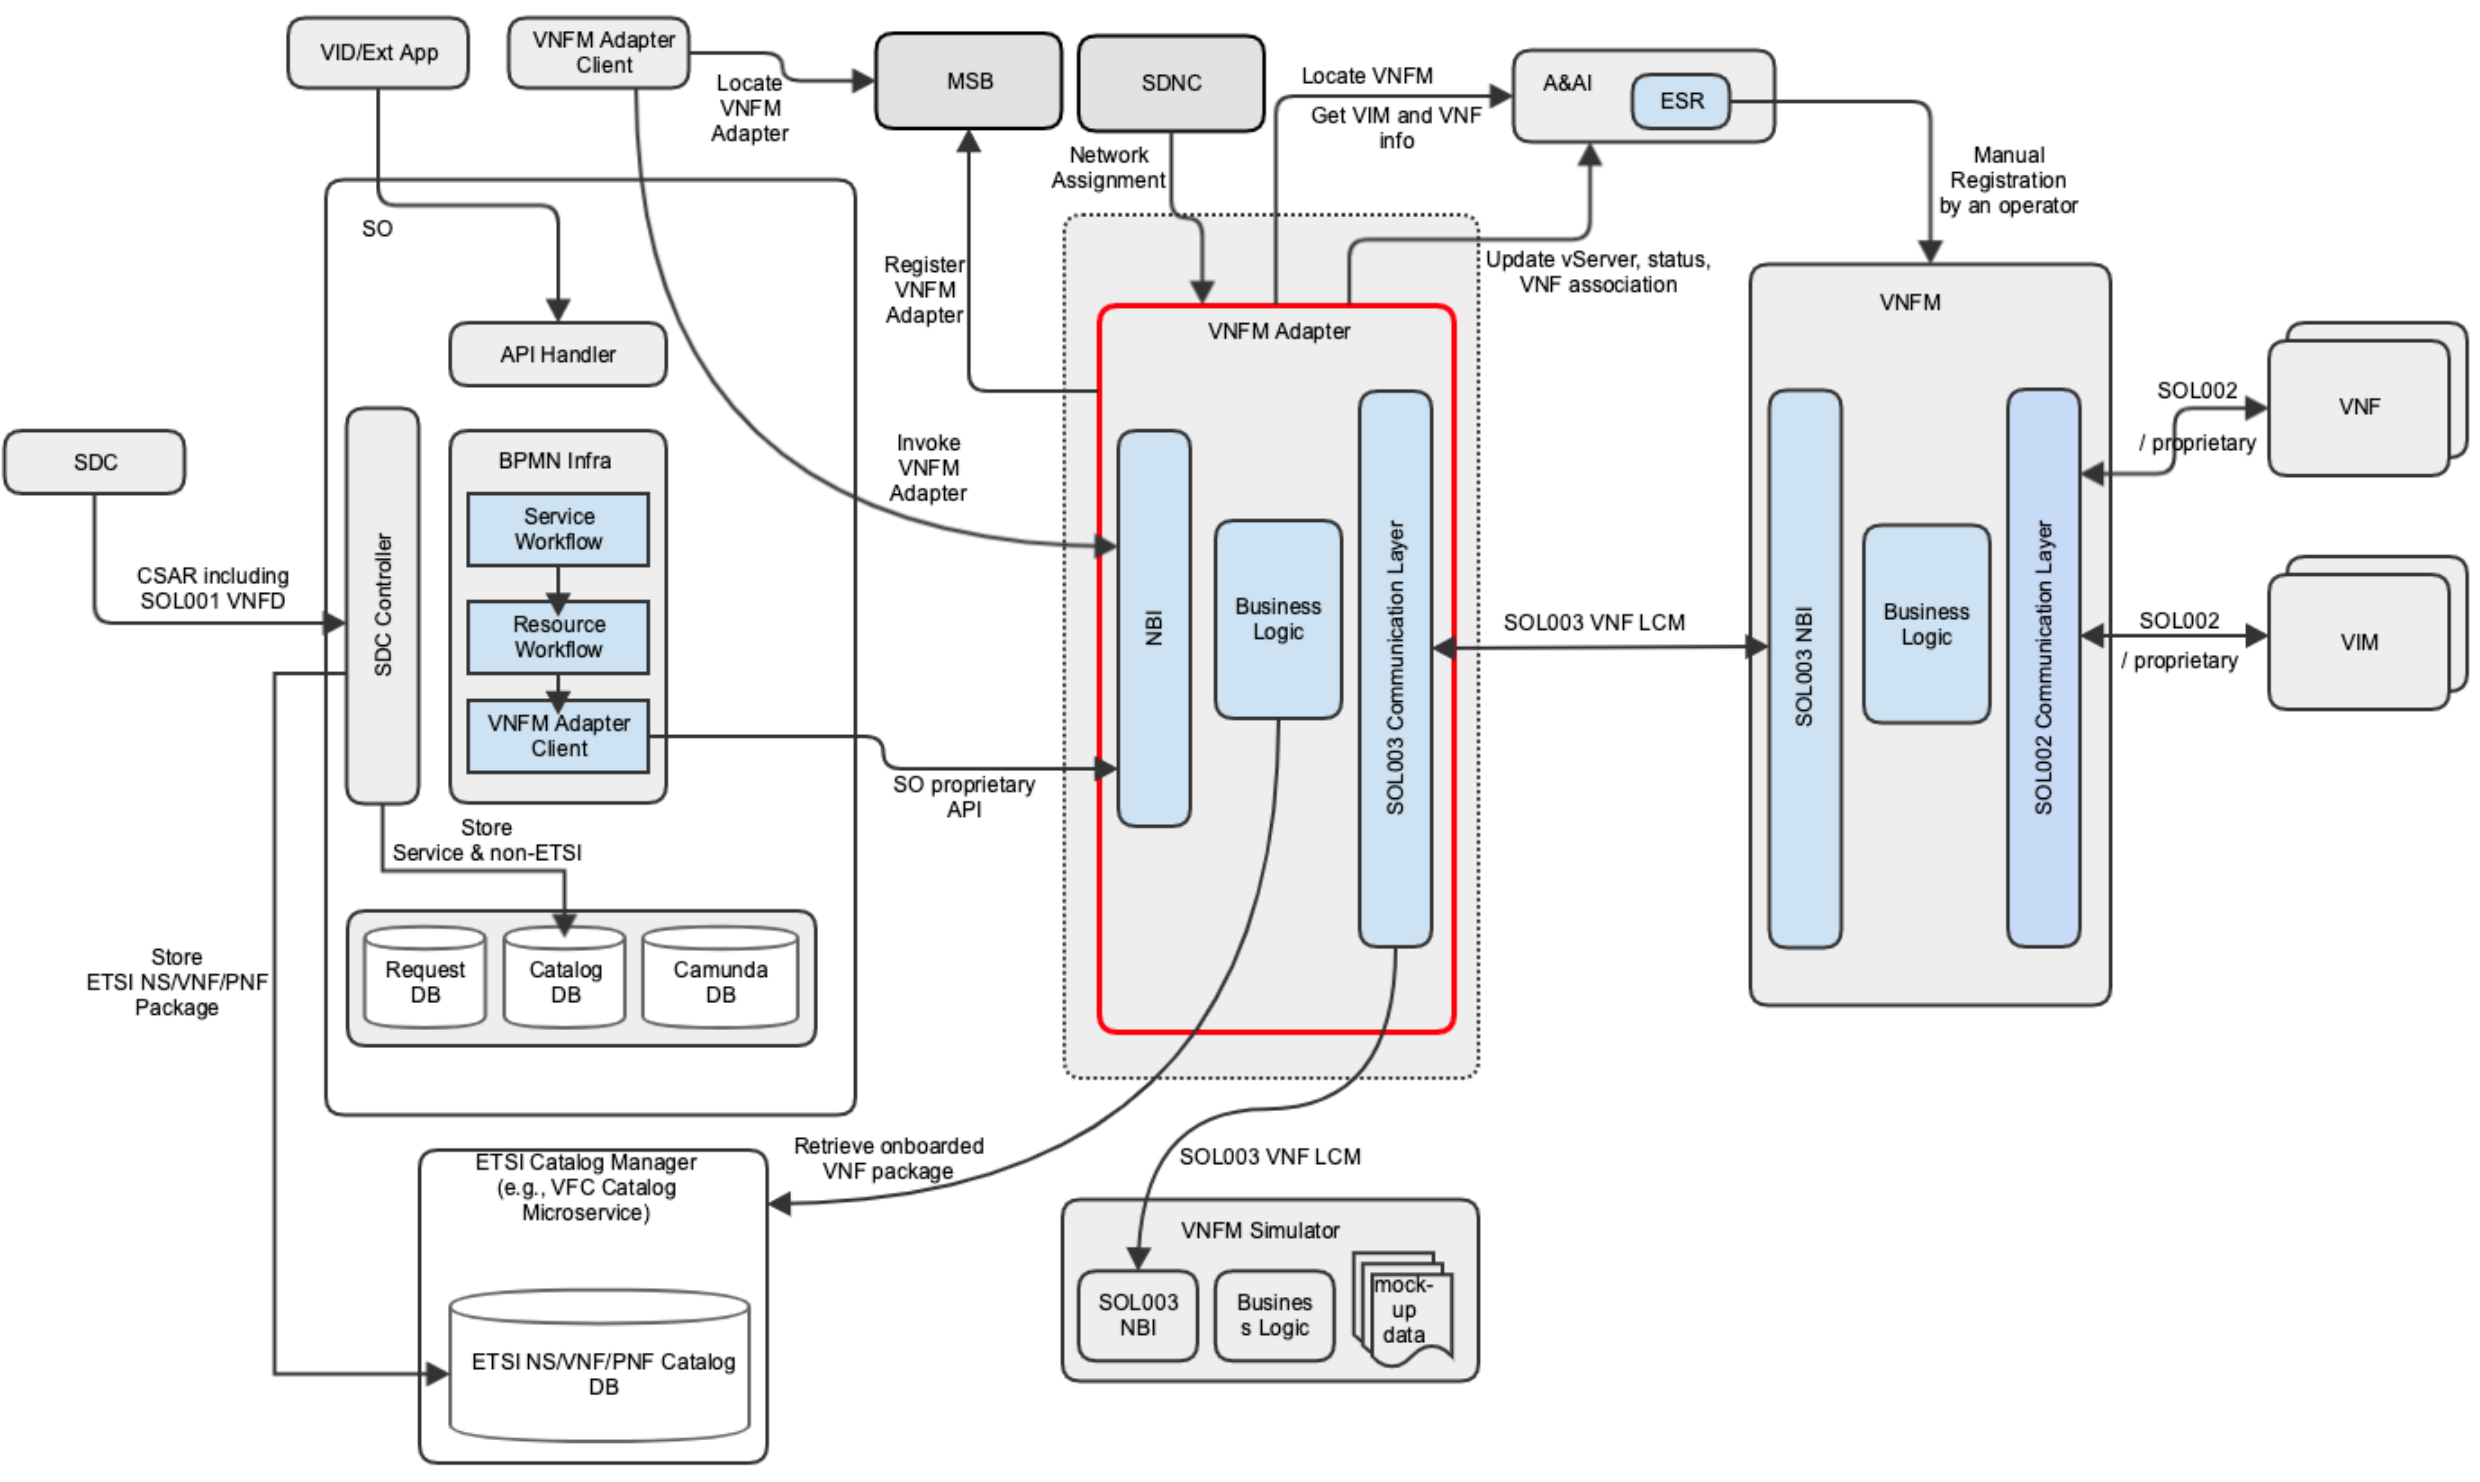 VID/Ext App
VNFM Adapter
Client
Locate
VNFM
Adapter
MSB
SDNC
Network
Assignment
Locate VNFM
Get VIM and VNF
info
A&AI
ESR
Manual
Registration
by an operator
SO
Register
VNFM
Adapter
Update vServer, status,
VNF association
API Handler
VNFM Adapter
VNFM
SDC
CSAR including
SOL001 VNFD
SDC Controller
BPMN Infra
Service
Workflow
Resource
Workflow
VNFM Adapter
Client
Invoke
VNFM
Adapter
SO proprietary
API
NBI
Business
Logic
SOL003 Communication Layer
SOL003 VNF LCM
SOL003 NBI
Business
Logic
SOL002 Communication Layer
SOL002
/ proprietary
VNF
SOL002
/ proprietary
VIM
Store
Service & non-ETSI
Request
DB
Catalog
DB
Camunda
DB
Store
ETSI NS/VNF/PNF
Package
ETSI Catalog Manager
(e.g., VFC Catalog
Microservice)
ETSI NS/VNF/PNF Catalog
DB
Retrieve onboarded
VNF package
SOL003 VNF LCM
VNFM Simulator
SOL003
NBI
Busines
s Logic
mock-
up
data